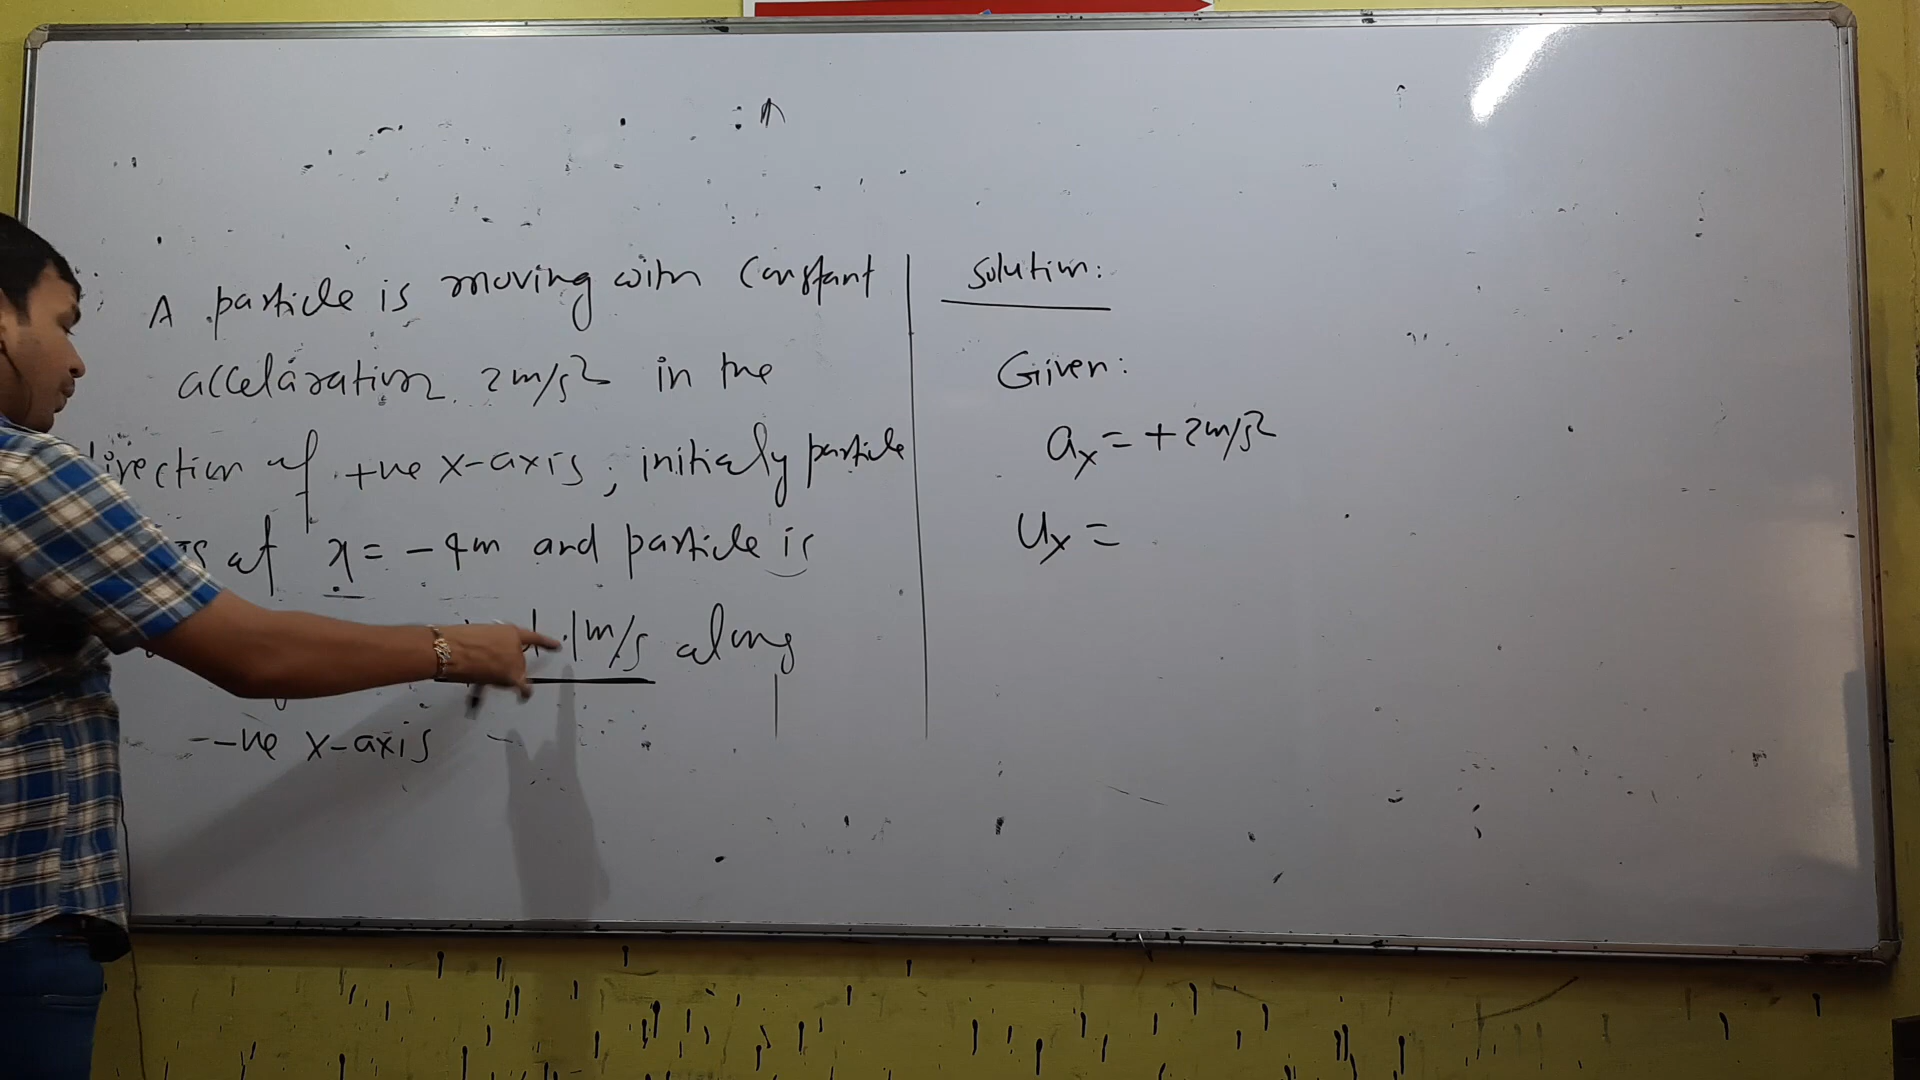 A particle is moving with constant
accelaration 2m/s2 in the
direction of +ve x-axis; initialy particle
at x = -4m and particle is
1m/s along
-ve x-axis
Solution:
Given:
ax = +2m/s2
Ux =